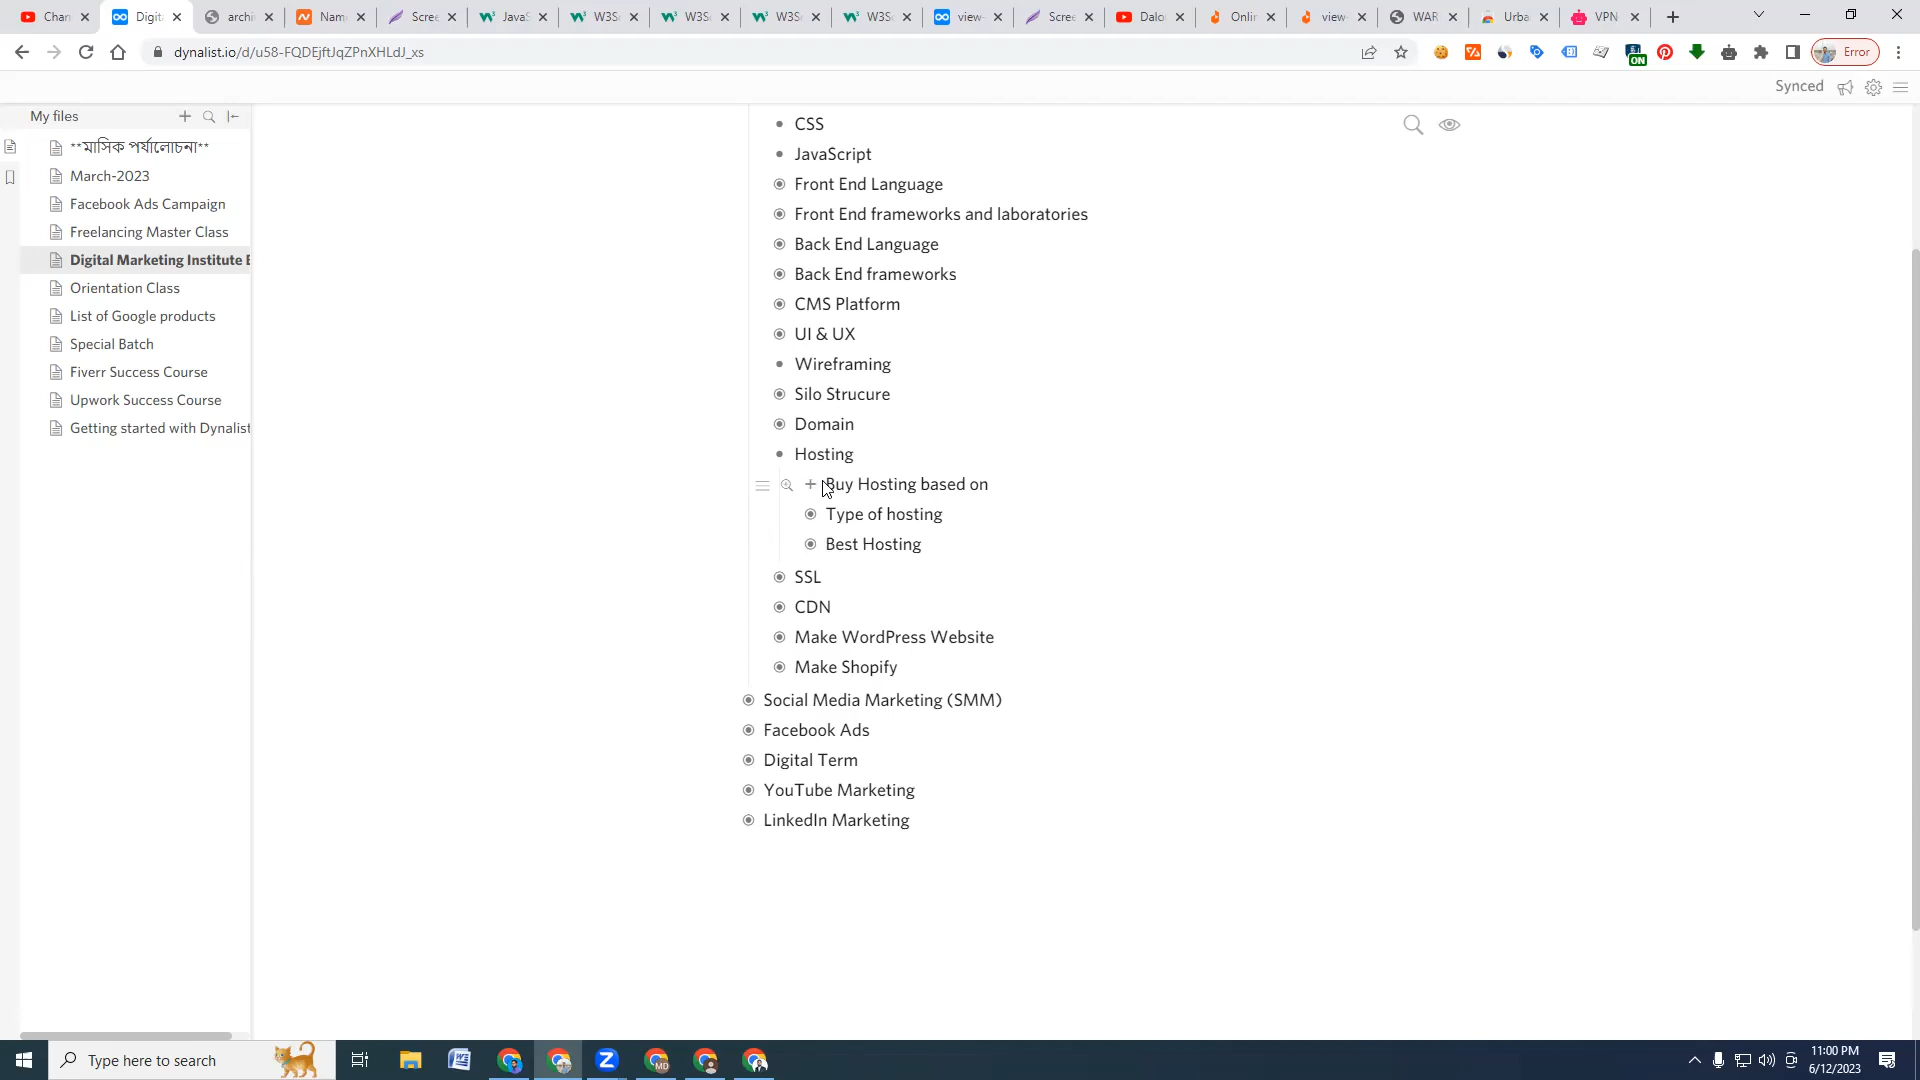 Chan
Digit
archi
Nam
Scree
JavaS
W3Sc
W3Sc
W3Sc
W3Sc
view-
Scree
Dalo
Onlir
view-
WAR
Urba
VPN
dynalist.io/d/u58-FQDEjftJqZPnXHLdJ_xs
ON
Error
Synced
My files
**মাসিক পর্যালোচনা**
March-2023
Facebook Ads Campaign
Freelancing Master Class
Digital Marketing Institute B
Orientation Class
List of Google products
Special Batch
Fiverr Success Course
Upwork Success Course
Getting started with Dynalist
CSS
JavaScript
Front End Language
Front End frameworks and laboratories
Back End Language
Back End frameworks
CMS Platform
UI & UX
Wireframing
Silo Strucure
Domain
Hosting
Buy Hosting based on
Type of hosting
Best Hosting
SSL
CDN
Make WordPress Website
Make Shopify
Social Media Marketing (SMM)
Facebook Ads
Digital Term
YouTube Marketing
LinkedIn Marketing
Type here to search
11:00 PM
6/12/2023